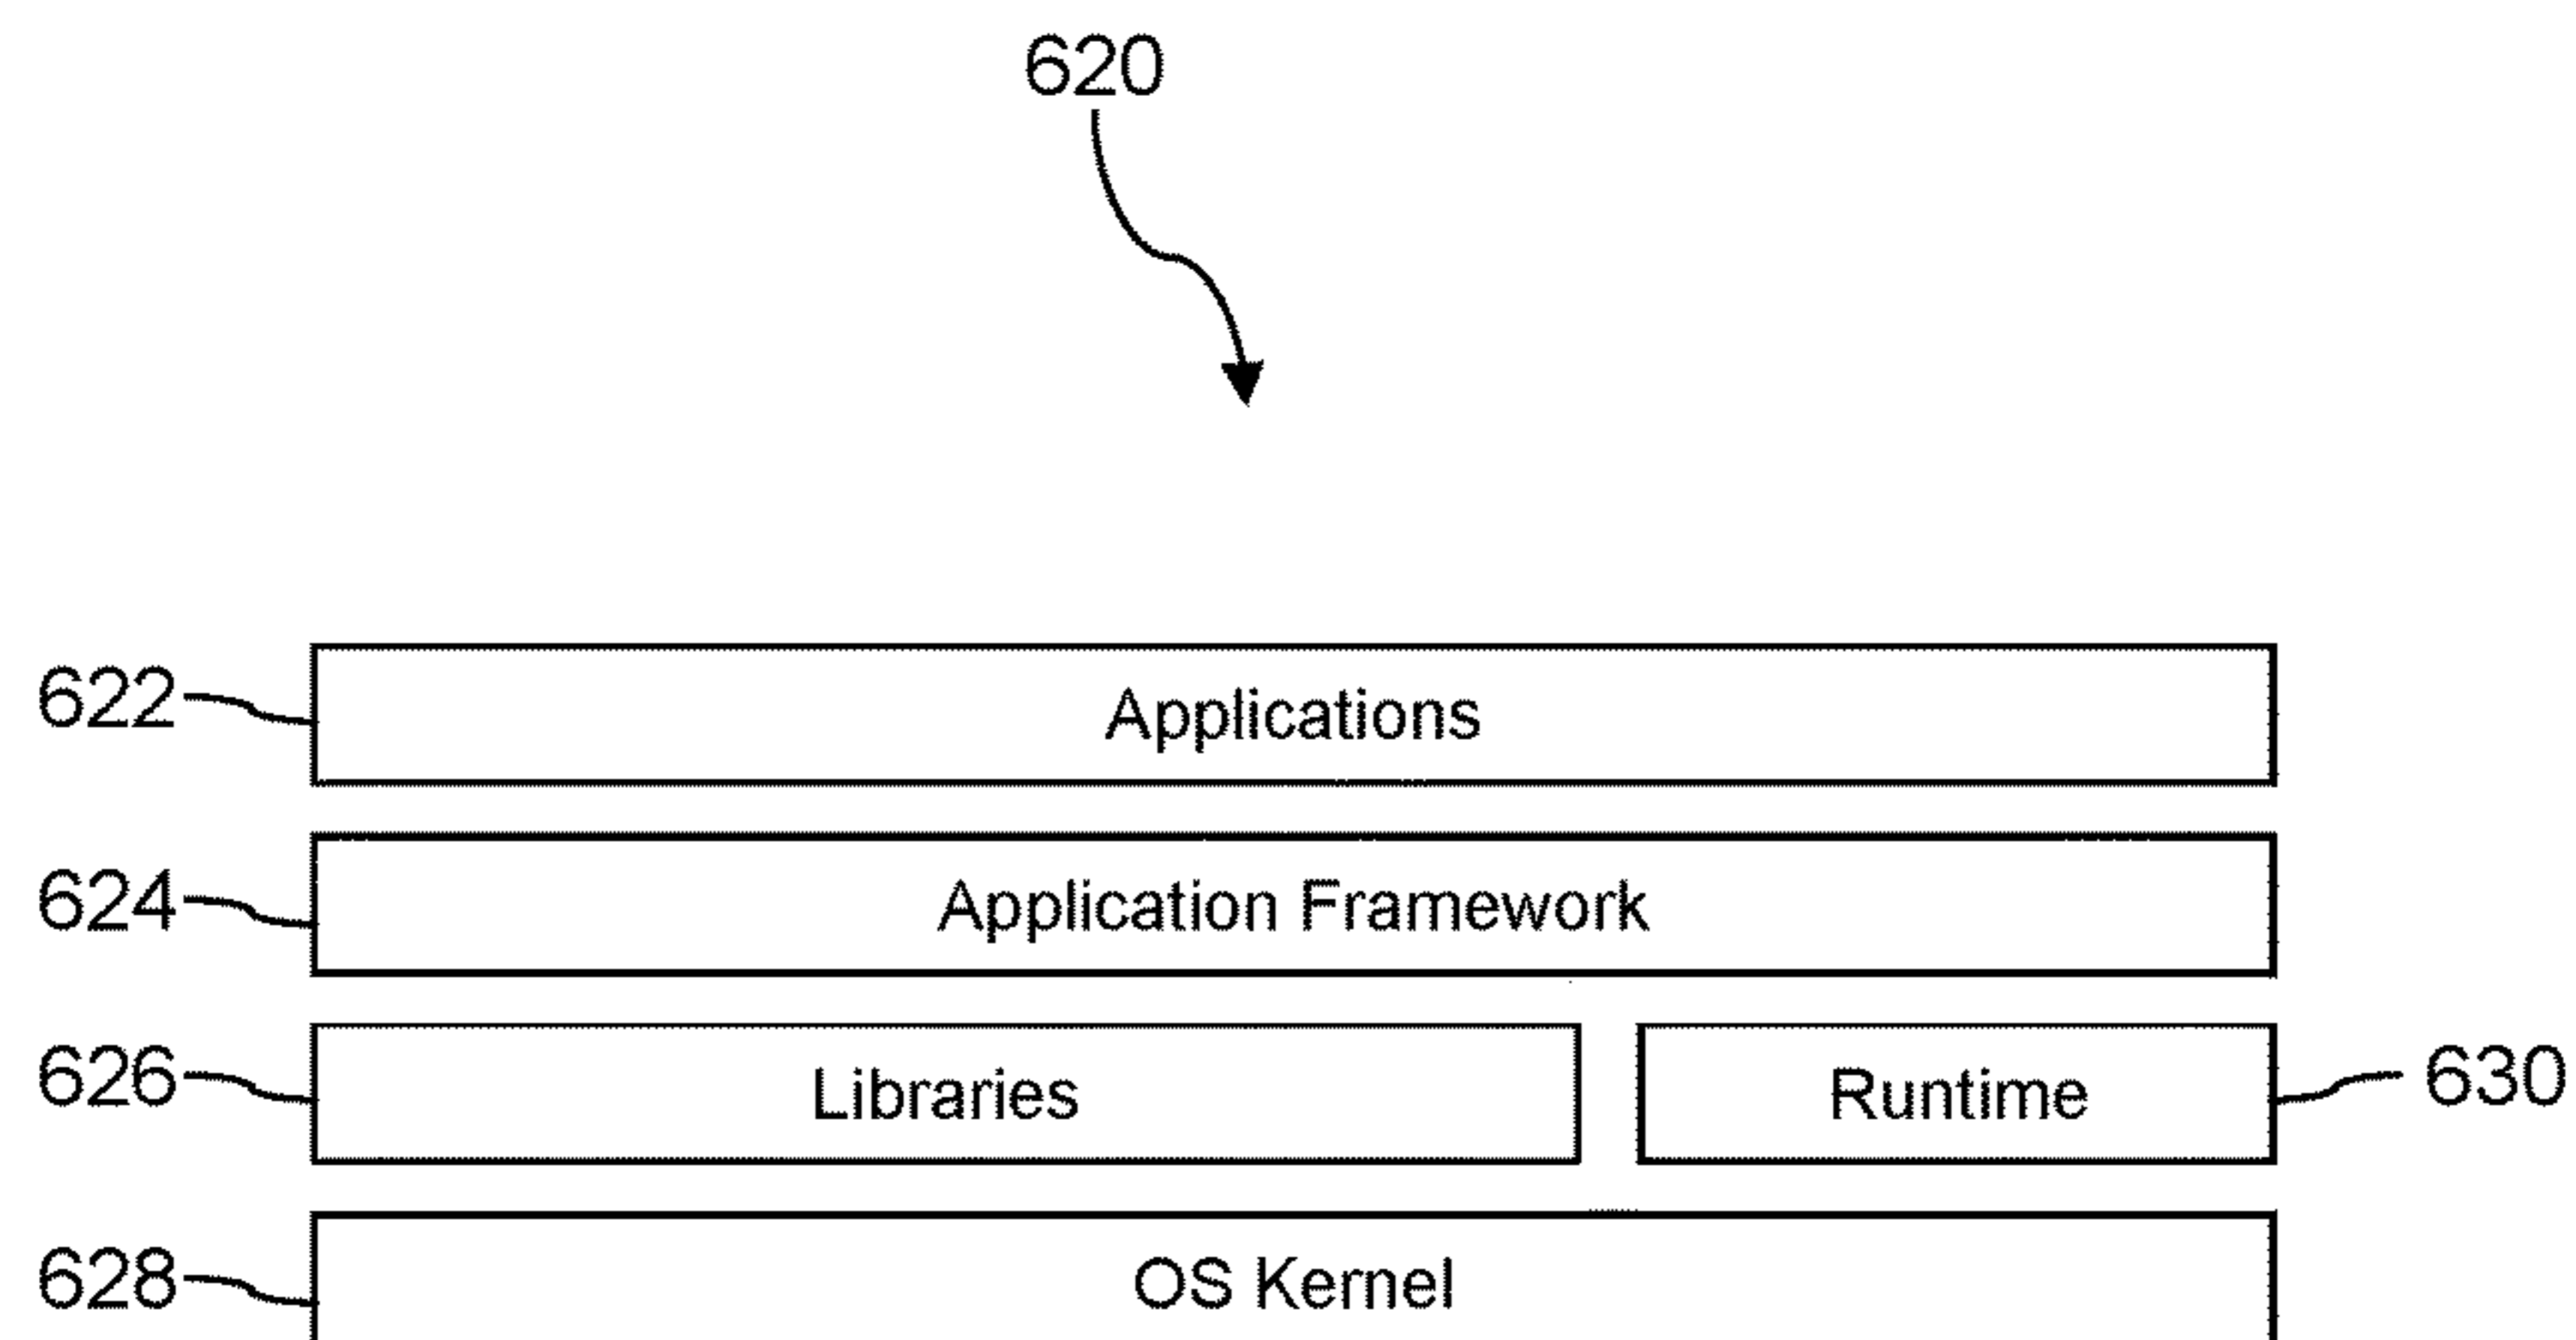 620
622 Applications
624 Application Framework
626 Libraries Runtime 630
628 OS Kernel